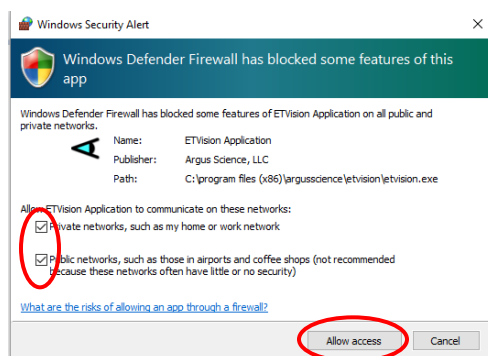 Windows Security Alert
Windows Defender Firewall has blocked some features of this
app
Windows Defender Firewall has blocked some features of ETVision Application on all public and
private networks.
Name: ETVision Application
Publisher: Argus Science, LLC
Path: C:\program files (x86)\argusscience\etvision\etvision.exe
Allow ETVision Application to communicate on these networks:
Private networks, such as my home or work network
Public networks, such as those in airports and coffee shops (not recommended
because these networks often have little or no security)
What are the risks of allowing an app through a firewall?
Allow access Cancel